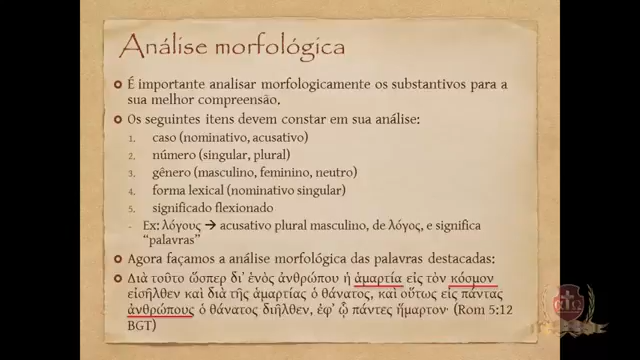 Análise morfológica
É importante analisar morfologicamente os substantivos para a
sua melhor compreensão.
Os seguintes itens devem constar em sua análise:
1. caso (nominativo, acusativo)
2. número (singular, plural)
3. gênero (masculino, feminino, neutro)
4. forma lexical (nominativo singular)
5. significado flexionado
- Ex: λόγους → acusativo plural masculino, de λόγος, e significa
“palavras”
Agora façamos a análise morfológica das palavras destacadas:
Διὰ τοῦτο ὥσπερ δι’ ἑνὸς ἀνθρώπου ἡ ἁμαρτία εἰς τὸν κόσμον
εἰσῆλθεν καὶ διὰ τῆς ἁμαρτίας ὁ θάνατος, καὶ οὕτως εἰς πάντας
ἀνθρώπους ὁ θάνατος διῆλθεν, ἐφ’ ᾧ πάντες ἥμαρτον· (Rom 5:12
BGT)